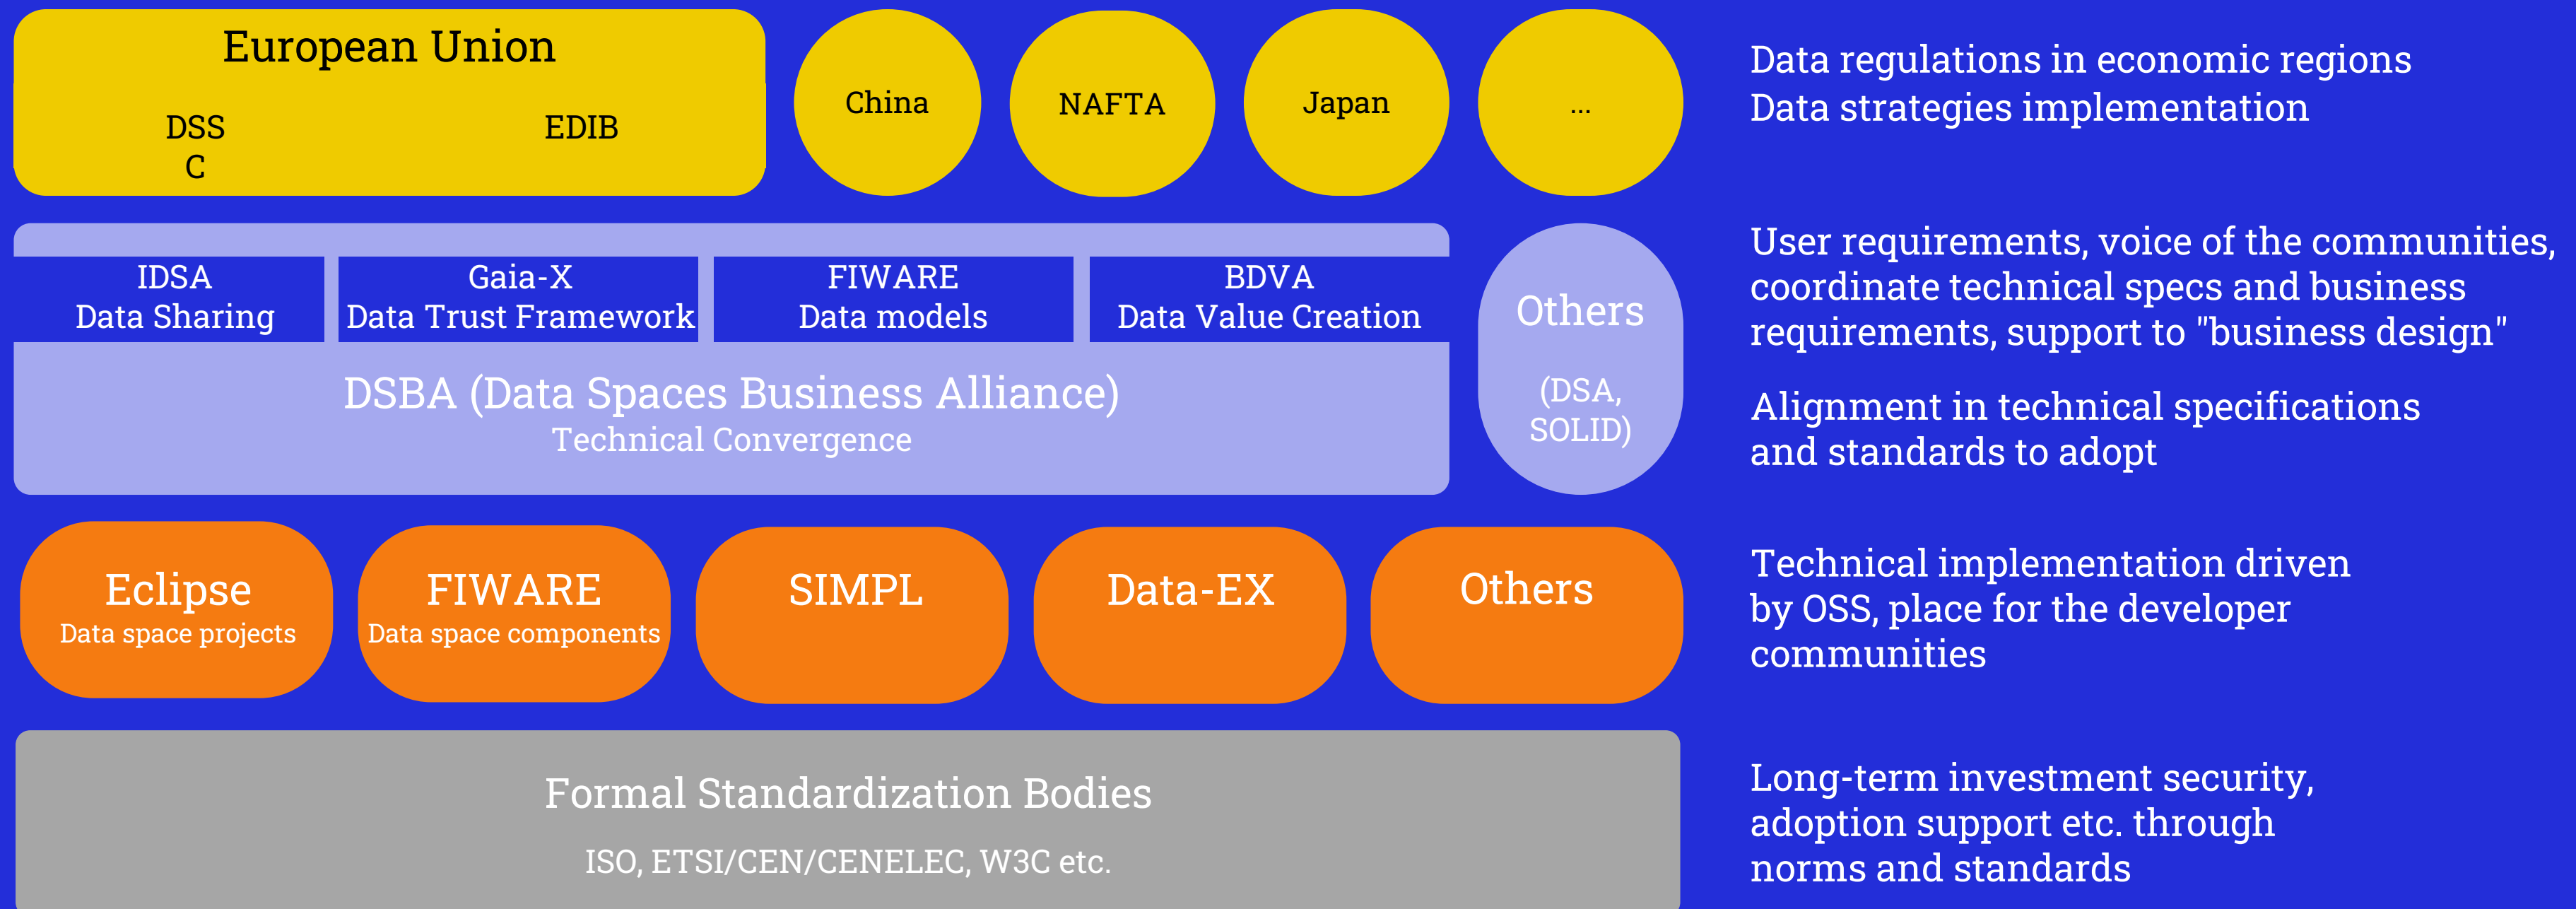 European Union
DSS
C
EDIB
China
NAFTA
Japan
...
Data regulations in economic regions
Data strategies implementation
IDSA
Data Sharing
Gaia-X
Data Trust Framework
FIWARE
Data models
BDVA
Data Value Creation
DSBA (Data Spaces Business Alliance)
Technical Convergence
Others
(DSA,
SOLID)
User requirements, voice of the communities,
coordinate technical specs and business
requirements, support to "business design"
Alignment in technical specifications
and standards to adopt
Eclipse
Data space projects
FIWARE
Data space components
SIMPL
Data-EX
Others
Technical implementation driven
by OSS, place for the developer
communities
Formal Standardization Bodies
ISO, ETSI/CEN/CENELEC, W3C etc.
Long-term investment security,
adoption support etc. through
norms and standards